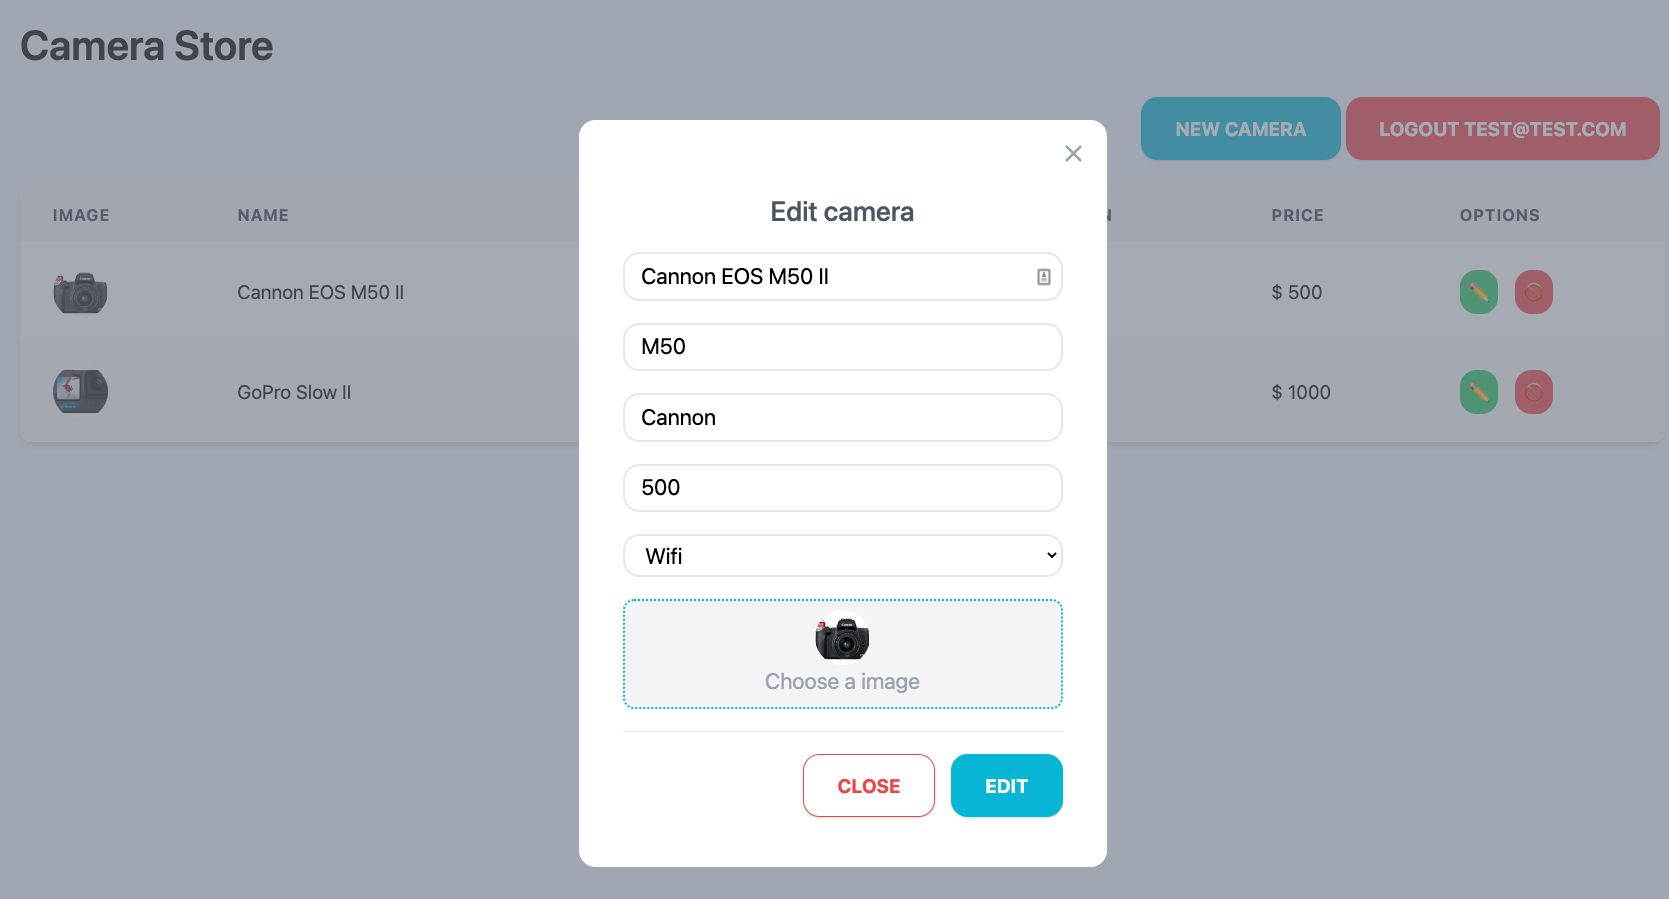 Camera Store
NEW CAMERA
LOGOUT TEST@TEST.COM
IMAGE NAME N PRICE OPTIONS
Cannon EOS M50 II $ 500
GoPro Slow II $ 1000
Edit camera
Cannon EOS M50 II
M50
Cannon
500
Wifi
Choose a image
CLOSE
EDIT